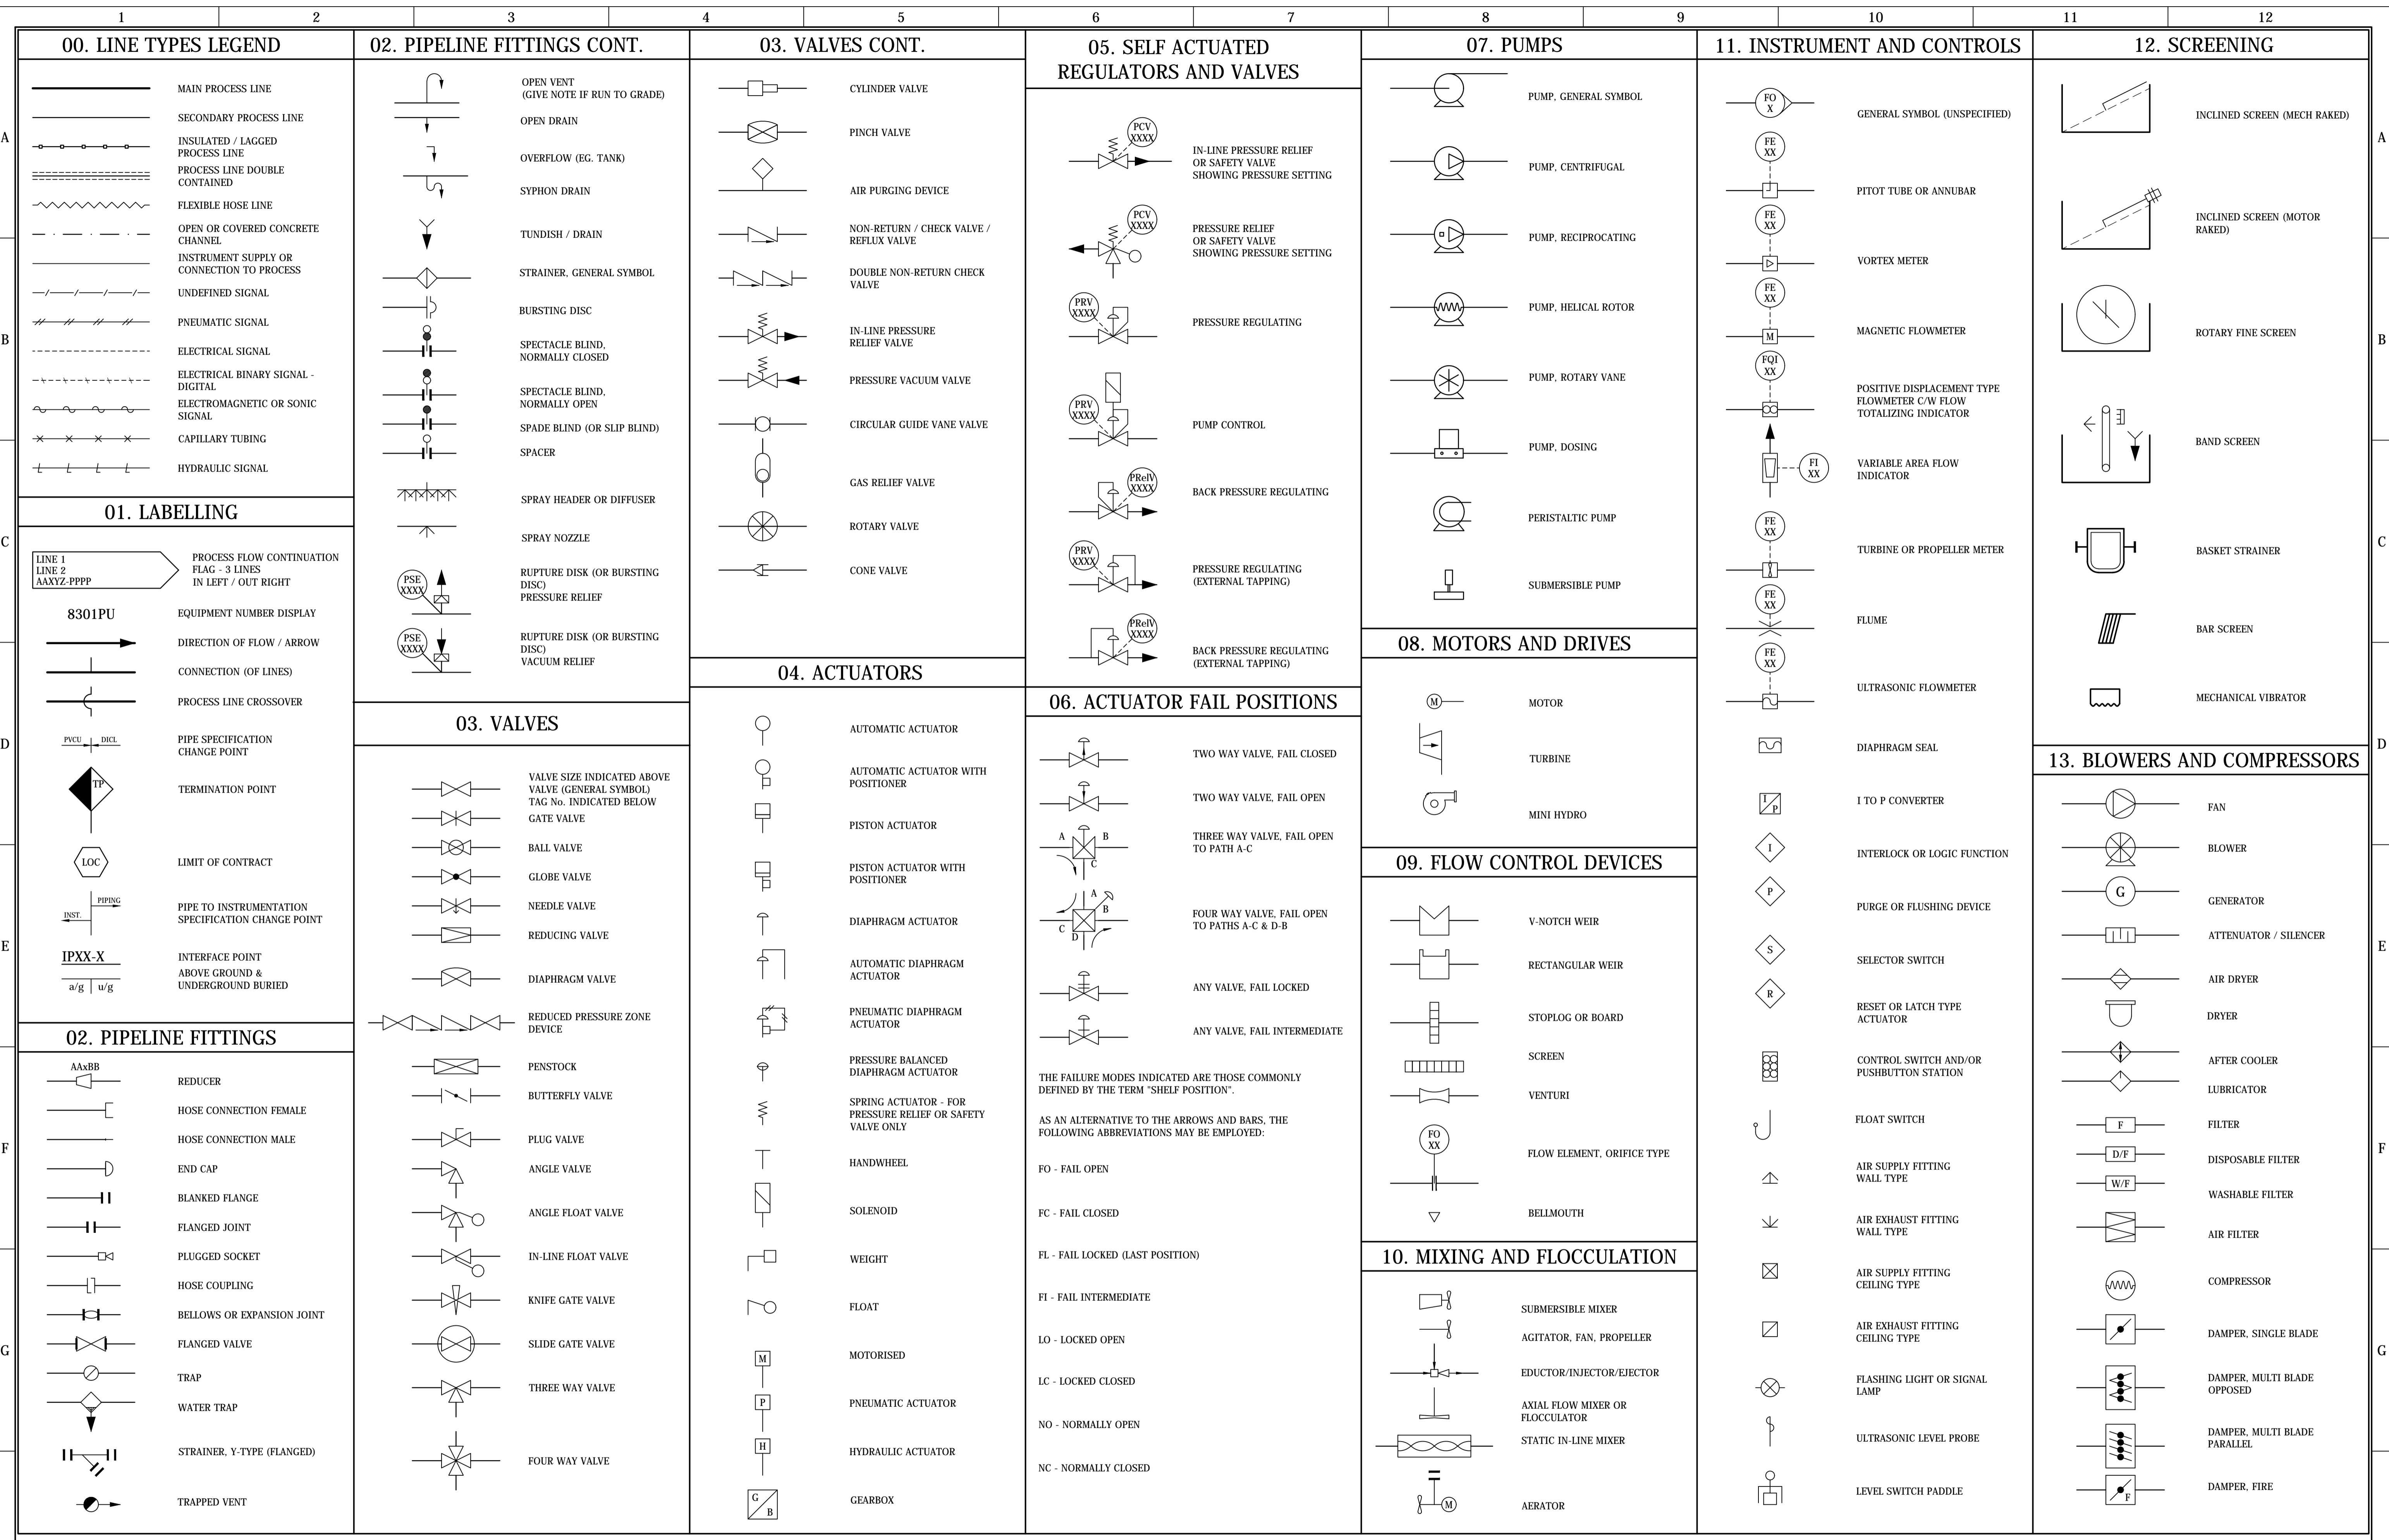 1
2
3
4
5
6
7
8
9
10
11
12
A
B
C
D
E
F
G
00. LINE TYPES LEGEND
MAIN PROCESS LINE
SECONDARY PROCESS LINE
INSULATED / LAGGED
PROCESS LINE
PROCESS LINE DOUBLE
CONTAINED
FLEXIBLE HOSE LINE
OPEN OR COVERED CONCRETE
CHANNEL
INSTRUMENT SUPPLY OR
CONNECTION TO PROCESS
UNDEFINED SIGNAL
PNEUMATIC SIGNAL
ELECTRICAL SIGNAL
ELECTRICAL BINARY SIGNAL -
DIGITAL
ELECTROMAGNETIC OR SONIC
SIGNAL
CAPILLARY TUBING
HYDRAULIC SIGNAL
01. LABELLING
LINE 1
LINE 2
AAXYZ-PPPP
PROCESS FLOW CONTINUATION
FLAG - 3 LINES
IN LEFT / OUT RIGHT
8301PU
EQUIPMENT NUMBER DISPLAY
DIRECTION OF FLOW / ARROW
CONNECTION (OF LINES)
PROCESS LINE CROSSOVER
PVCU DICL
PIPE SPECIFICATION
CHANGE POINT
TP
TERMINATION POINT
LOC
LIMIT OF CONTRACT
PIPING
INST.
PIPE TO INSTRUMENTATION
SPECIFICATION CHANGE POINT
IPXX-X
INTERFACE POINT
a/g u/g
ABOVE GROUND &
UNDERGROUND BURIED
02. PIPELINE FITTINGS
AAxBB
REDUCER
HOSE CONNECTION FEMALE
HOSE CONNECTION MALE
END CAP
BLANKED FLANGE
FLANGED JOINT
PLUGGED SOCKET
HOSE COUPLING
BELLOWS OR EXPANSION JOINT
FLANGED VALVE
TRAP
WATER TRAP
STRAINER, Y-TYPE (FLANGED)
TRAPPED VENT
02. PIPELINE FITTINGS CONT.
OPEN VENT
(GIVE NOTE IF RUN TO GRADE)
OPEN DRAIN
OVERFLOW (EG. TANK)
SYPHON DRAIN
TUNDISH / DRAIN
STRAINER, GENERAL SYMBOL
BURSTING DISC
SPECTACLE BLIND,
NORMALLY CLOSED
SPECTACLE BLIND,
NORMALLY OPEN
SPADE BLIND (OR SLIP BLIND)
SPACER
SPRAY HEADER OR DIFFUSER
SPRAY NOZZLE
PSE
XXXX
RUPTURE DISK (OR BURSTING
DISC)
PRESSURE RELIEF
PSE
XXXX
RUPTURE DISK (OR BURSTING
DISC)
VACUUM RELIEF
03. VALVES
VALVE SIZE INDICATED ABOVE
VALVE (GENERAL SYMBOL)
TAG No. INDICATED BELOW
GATE VALVE
BALL VALVE
GLOBE VALVE
NEEDLE VALVE
REDUCING VALVE
DIAPHRAGM VALVE
REDUCED PRESSURE ZONE
DEVICE
PENSTOCK
BUTTERFLY VALVE
PLUG VALVE
ANGLE VALVE
ANGLE FLOAT VALVE
IN-LINE FLOAT VALVE
KNIFE GATE VALVE
SLIDE GATE VALVE
THREE WAY VALVE
FOUR WAY VALVE
03. VALVES CONT.
CYLINDER VALVE
PINCH VALVE
AIR PURGING DEVICE
NON-RETURN / CHECK VALVE /
REFLUX VALVE
DOUBLE NON-RETURN CHECK
VALVE
IN-LINE PRESSURE
RELIEF VALVE
PRESSURE VACUUM VALVE
CIRCULAR GUIDE VANE VALVE
GAS RELIEF VALVE
ROTARY VALVE
CONE VALVE
04. ACTUATORS
AUTOMATIC ACTUATOR
AUTOMATIC ACTUATOR WITH
POSITIONER
PISTON ACTUATOR
PISTON ACTUATOR WITH
POSITIONER
DIAPHRAGM ACTUATOR
AUTOMATIC DIAPHRAGM
ACTUATOR
PNEUMATIC DIAPHRAGM
ACTUATOR
PRESSURE BALANCED
DIAPHRAGM ACTUATOR
SPRING ACTUATOR - FOR
PRESSURE RELIEF OR SAFETY
VALVE ONLY
HANDWHEEL
SOLENOID
WEIGHT
FLOAT
M
MOTORISED
P
PNEUMATIC ACTUATOR
H
HYDRAULIC ACTUATOR
G
B
GEARBOX
05. SELF ACTUATED
REGULATORS AND VALVES
PCV
XXXX
IN-LINE PRESSURE RELIEF
OR SAFETY VALVE
SHOWING PRESSURE SETTING
PCV
XXXX
PRESSURE RELIEF
OR SAFETY VALVE
SHOWING PRESSURE SETTING
PRV
XXXX
PRESSURE REGULATING
PRV
XXXX
PUMP CONTROL
PRelV
XXXX
BACK PRESSURE REGULATING
PRV
XXXX
PRESSURE REGULATING
(EXTERNAL TAPPING)
PRelV
XXXX
BACK PRESSURE REGULATING
(EXTERNAL TAPPING)
06. ACTUATOR FAIL POSITIONS
TWO WAY VALVE, FAIL CLOSED
TWO WAY VALVE, FAIL OPEN
A B
C
THREE WAY VALVE, FAIL OPEN
TO PATH A-C
A
B
C
D
FOUR WAY VALVE, FAIL OPEN
TO PATHS A-C & D-B
ANY VALVE, FAIL LOCKED
ANY VALVE, FAIL INTERMEDIATE
THE FAILURE MODES INDICATED ARE THOSE COMMONLY
DEFINED BY THE TERM "SHELF POSITION".
AS AN ALTERNATIVE TO THE ARROWS AND BARS, THE
FOLLOWING ABBREVIATIONS MAY BE EMPLOYED:
FO - FAIL OPEN
FC - FAIL CLOSED
FL - FAIL LOCKED (LAST POSITION)
FI - FAIL INTERMEDIATE
LO - LOCKED OPEN
LC - LOCKED CLOSED
NO - NORMALLY OPEN
NC - NORMALLY CLOSED
07. PUMPS
PUMP, GENERAL SYMBOL
PUMP, CENTRIFUGAL
PUMP, RECIPROCATING
PUMP, HELICAL ROTOR
PUMP, ROTARY VANE
PUMP, DOSING
PERISTALTIC PUMP
SUBMERSIBLE PUMP
08. MOTORS AND DRIVES
M
MOTOR
TURBINE
MINI HYDRO
09. FLOW CONTROL DEVICES
V-NOTCH WEIR
RECTANGULAR WEIR
STOPLOG OR BOARD
SCREEN
VENTURI
FO
XX
FLOW ELEMENT, ORIFICE TYPE
BELLMOUTH
10. MIXING AND FLOCCULATION
SUBMERSIBLE MIXER
AGITATOR, FAN, PROPELLER
EDUCTOR/INJECTOR/EJECTOR
AXIAL FLOW MIXER OR
FLOCCULATOR
STATIC IN-LINE MIXER
M
AERATOR
11. INSTRUMENT AND CONTROLS
FO
X
GENERAL SYMBOL (UNSPECIFIED)
FE
XX
PITOT TUBE OR ANNUBAR
FE
XX
VORTEX METER
FE
XX
M
MAGNETIC FLOWMETER
FQI
XX
POSITIVE DISPLACEMENT TYPE
FLOWMETER C/W FLOW
TOTALIZING INDICATOR
FI
XX
VARIABLE AREA FLOW
INDICATOR
FE
XX
TURBINE OR PROPELLER METER
FE
XX
FLUME
FE
XX
ULTRASONIC FLOWMETER
DIAPHRAGM SEAL
I
P
I TO P CONVERTER
I
INTERLOCK OR LOGIC FUNCTION
P
PURGE OR FLUSHING DEVICE
S
SELECTOR SWITCH
R
RESET OR LATCH TYPE
ACTUATOR
CONTROL SWITCH AND/OR
PUSHBUTTON STATION
FLOAT SWITCH
AIR SUPPLY FITTING
WALL TYPE
AIR EXHAUST FITTING
WALL TYPE
AIR SUPPLY FITTING
CEILING TYPE
AIR EXHAUST FITTING
CEILING TYPE
FLASHING LIGHT OR SIGNAL
LAMP
ULTRASONIC LEVEL PROBE
LEVEL SWITCH PADDLE
12. SCREENING
INCLINED SCREEN (MECH RAKED)
INCLINED SCREEN (MOTOR
RAKED)
ROTARY FINE SCREEN
BAND SCREEN
BASKET STRAINER
BAR SCREEN
MECHANICAL VIBRATOR
13. BLOWERS AND COMPRESSORS
FAN
BLOWER
G
GENERATOR
ATTENUATOR / SILENCER
AIR DRYER
DRYER
AFTER COOLER
LUBRICATOR
F
FILTER
D/F
DISPOSABLE FILTER
W/F
WASHABLE FILTER
AIR FILTER
COMPRESSOR
DAMPER, SINGLE BLADE
DAMPER, MULTI BLADE
OPPOSED
DAMPER, MULTI BLADE
PARALLEL
F
DAMPER, FIRE
A
B
C
D
E
F
G